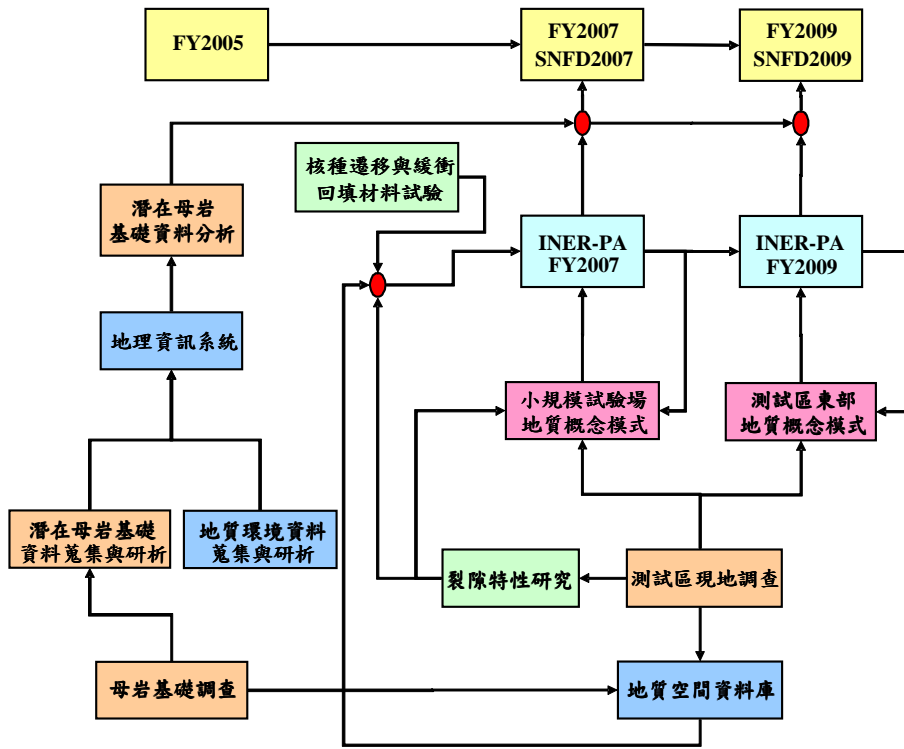 FY2005
FY2007
SNFD2007
FY2009
SNFD2009
核種遷移與緩衝
回填材料試驗
潛在母岩
基礎資料分析
INER-PA
FY2007
INER-PA
FY2009
地理資訊系統
小規模試驗場
地質概念模式
測試區東部
地質概念模式
潛在母岩基礎
資料蒐集與研析
地質環境資料
蒐集與研析
裂隙特性研究
測試區現地調查
母岩基礎調查
地質空間資料庫